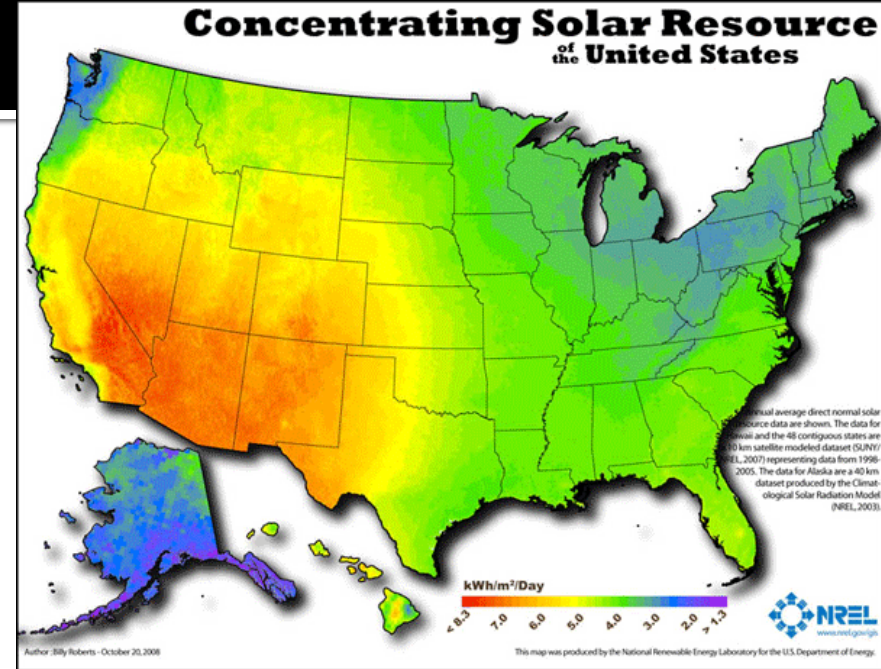 Concentrating Solar Resource
of the United States
Annual average direct normal solar
resource data are shown. The data for
Hawaii and the 48 contiguous states are
10 km satellite modeled dataset (SUNY/
NREL, 2007) representing data from 1998-
2005. The data for Alaska are a 40 km
dataset produced by the Climat-
ological Solar Radiation Model
(NREL, 2003).
kWh/m²/Day
< 8.3 7.0 6.0 5.0 4.0 3.0 2.0 > 1.3
NREL
www.nrel.gov/gis
Author : Billy Roberts - October 20, 2008
This map was produced by the National Renewable Energy Laboratory for the U.S. Department of Energy.